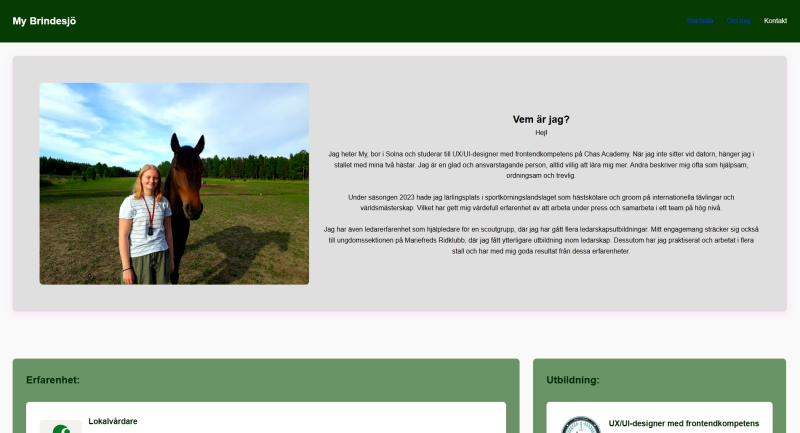 My Brindesjö
Startsida Om mig Kontakt
Vem är jag?
Hej!
Jag heter My, bor i Solna och studerar till UX/UI-designer med frontendkompetens på Chas Academy. När jag inte sitter vid datorn, hänger jag i
stallet med mina två hästar. Jag är en glad och ansvarstagande person, alltid villig att lära mig mer. Andra beskriver mig ofta som hjälpsam,
ordningsam och trevlig.
Under säsongen 2023 hade jag lärlingsplats i sportkörningslandslaget som hästskötare och groom på internationella tävlingar och
världsmästerskap. Vilket har gett mig värdefull erfarenhet av att arbeta under press och samarbeta i ett team på hög nivå.
Jag har även ledarerfarenhet som hjälpledare för en scoutgrupp, där jag har gått flera ledarskapsutbildningar. Mitt engagemang sträcker sig också
till ungdomssektionen på Mariefreds Ridklubb, där jag fått ytterligare utbildning inom ledarskap. Dessutom har jag praktiserat och arbetat i flera
stall och har med mig goda resultat från dessa erfarenheter.
Erfarenhet:
Lokalvårdare
Utbildning:
UX/UI-designer med frontendkompetens